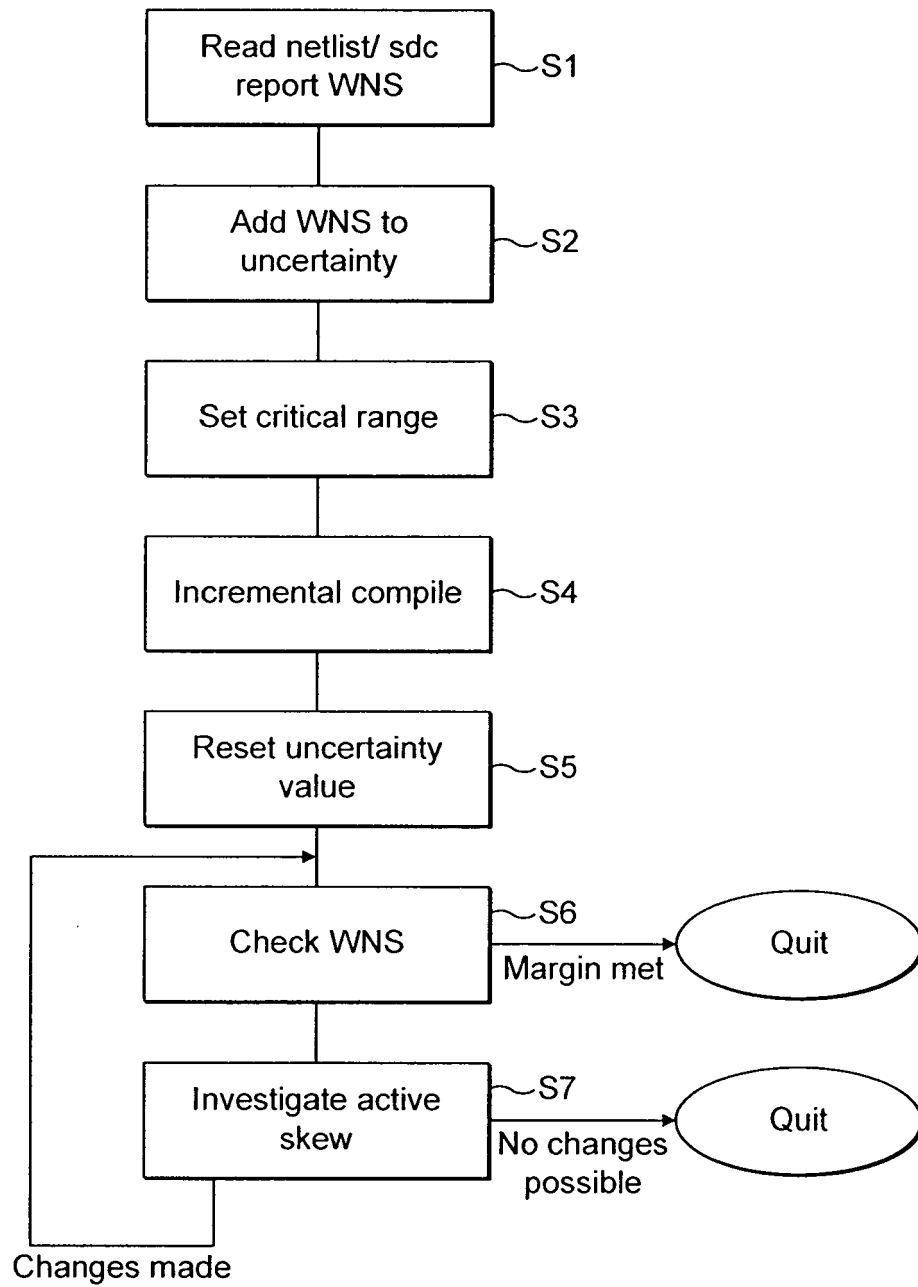 Read netlist/ sdc
report WNS
S1
Add WNS to
uncertainty
S2
Set critical range
S3
Incremental compile
S4
Reset uncertainty
value
S5
Check WNS
S6
Margin met
Quit
Investigate active
skew
S7
No changes
possible
Quit
Changes made